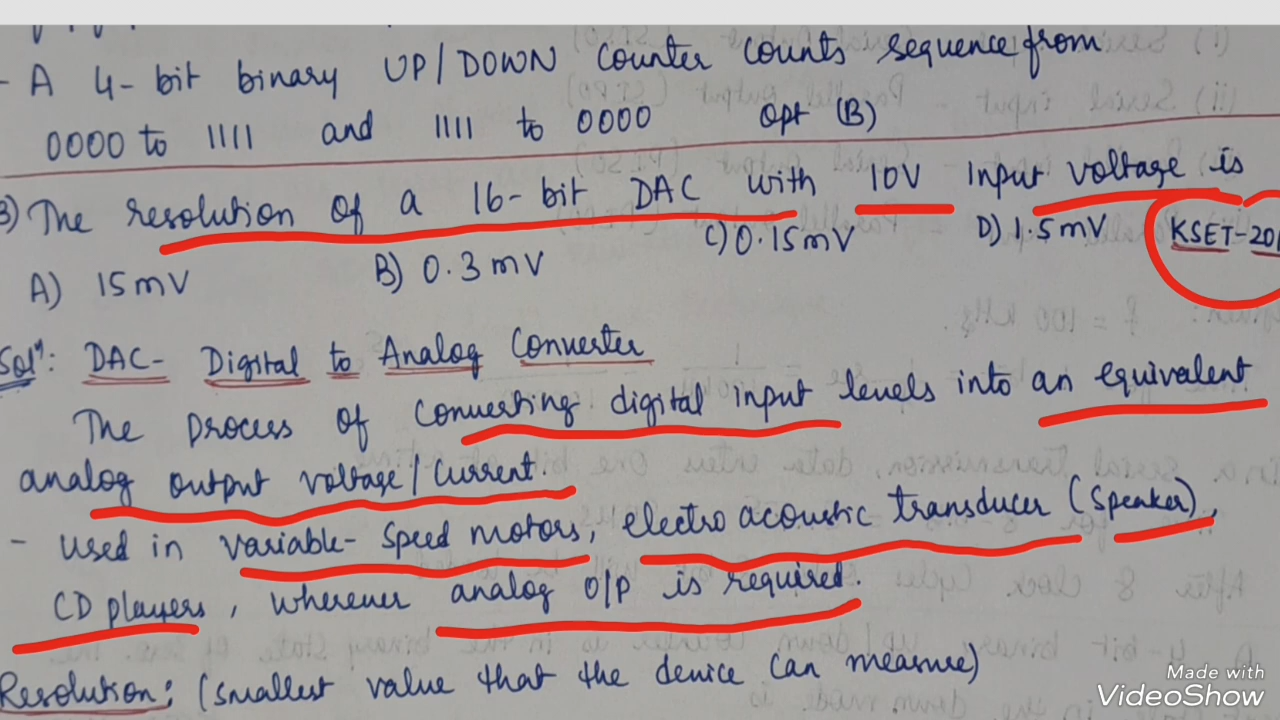 - A 4-bit binary UP/DOWN Counter counts sequence from
0000 to 1111 and 1111 to 0000 opt (B)
3) The resolution of a 16-bit DAC with 10V Input voltage is
A) 15mV B) 0.3mV C) 0.15mV D) 1.5mV KSET-20
Solⁿ: DAC- Digital to Analog Converter
The process of converting digital input levels into an equivalent
analog output voltage/current.
- used in variable-speed motors, electro acoustic transducer (speaker),
CD players, wherever analog O/P is required.
Resolution: (smallest value that the device can measure)
Made with
VideoShow